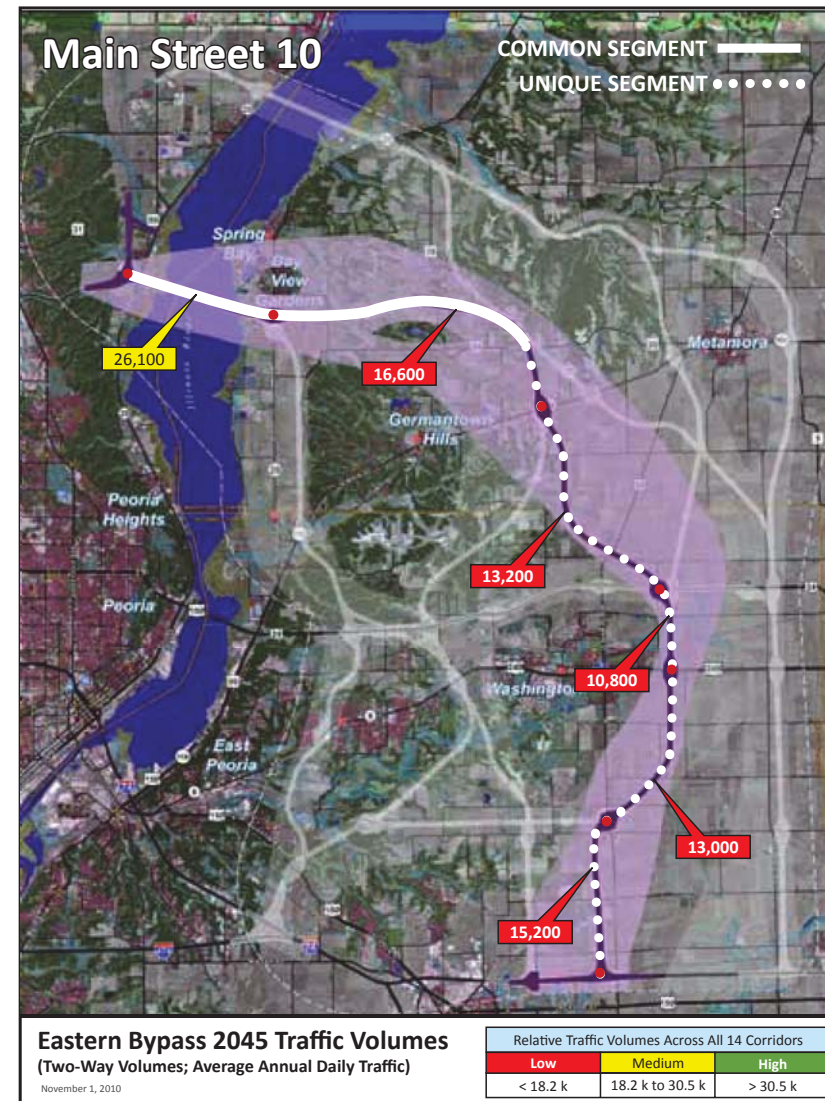 Main Street 10
COMMON SEGMENT
UNIQUE SEGMENT
Spring
Bay
Bay
View
Gardens
26,100
16,600
Metamora
Germantown
Hills
Peoria
Heights
13,200
Peoria
10,800
Washington
East
Peoria
13,000
15,200
Eastern Bypass 2045 Traffic Volumes
(Two-Way Volumes; Average Annual Daily Traffic)
November 1, 2010
Relative Traffic Volumes Across All 14 Corridors
Low Medium High
< 18.2 k 18.2 k to 30.5 k > 30.5 k